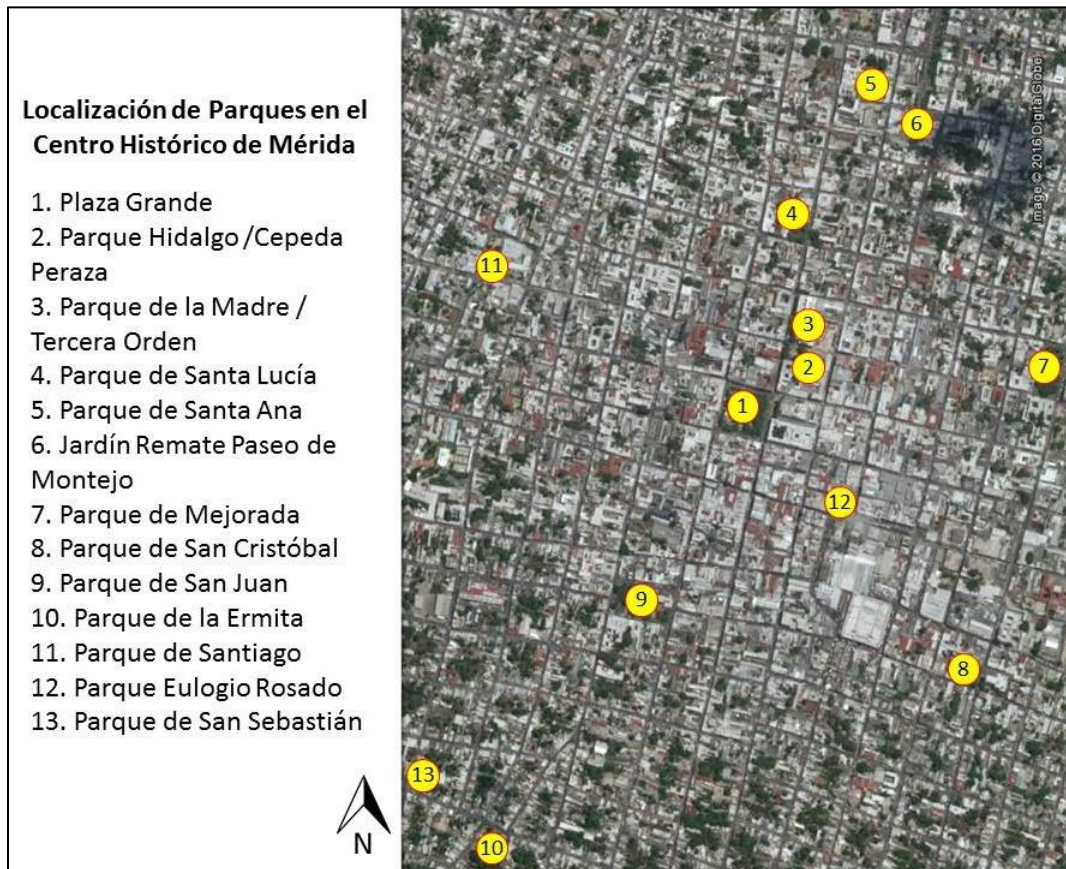 Localización de Parques en el
Centro Histórico de Mérida
1. Plaza Grande
2. Parque Hidalgo /Cepeda
Peraza
3. Parque de la Madre /
Tercera Orden
4. Parque de Santa Lucía
5. Parque de Santa Ana
6. Jardín Remate Paseo de
Montejo
7. Parque de Mejorada
8. Parque de San Cristóbal
9. Parque de San Juan
10. Parque de la Ermita
11. Parque de Santiago
12. Parque Eulogio Rosado
13. Parque de San Sebastián
N
5
6
4
11
3
2
7
1
12
9
8
13
10
image © 2016 DigitalGlobe